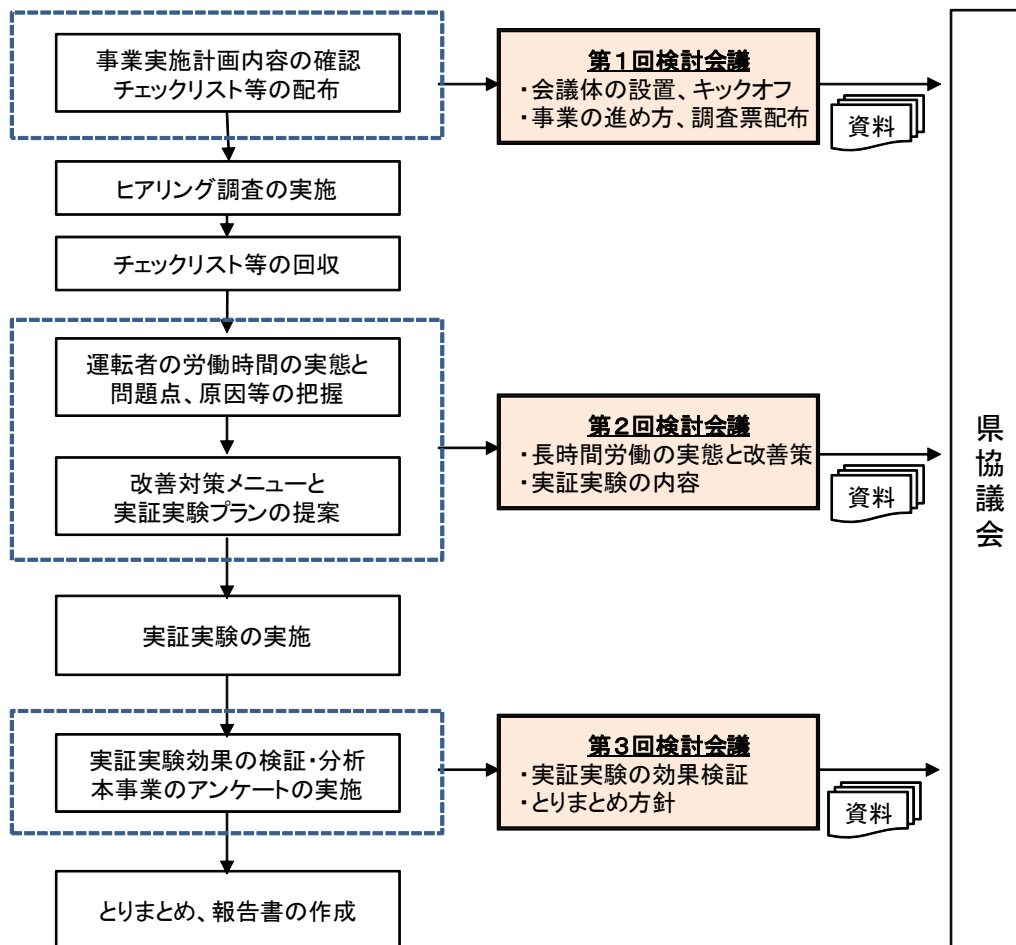 事業実施計画内容の確認
チェックリスト等の配布
第1回検討会議
・会議体の設置、キックオフ
・事業の進め方、調査票配布
資料
ヒアリング調査の実施
チェックリスト等の回収
運転者の労働時間の実態と
問題点、原因等の把握
改善対策メニューと
実証実験プランの提案
第2回検討会議
・長時間労働の実態と改善策
・実証実験の内容
資料
実証実験の実施
実証実験効果の検証・分析
本事業のアンケートの実施
第3回検討会議
・実証実験の効果検証
・とりまとめ方針
資料
とりまとめ、報告書の作成
県協議会